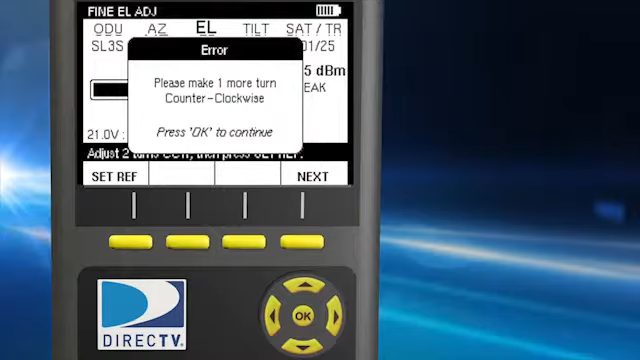 FINE EL ADJ
ODU AZ EL TILT SAT / TR
SL3S 01/25
Error
Please make 1 more turn
Counter-Clockwise
5 dBm
EAK
Press 'OK' to continue
21.0V :
Adjust 2 turns CCW, then press SET REF.
SET REF NEXT
OK
DIRECTV